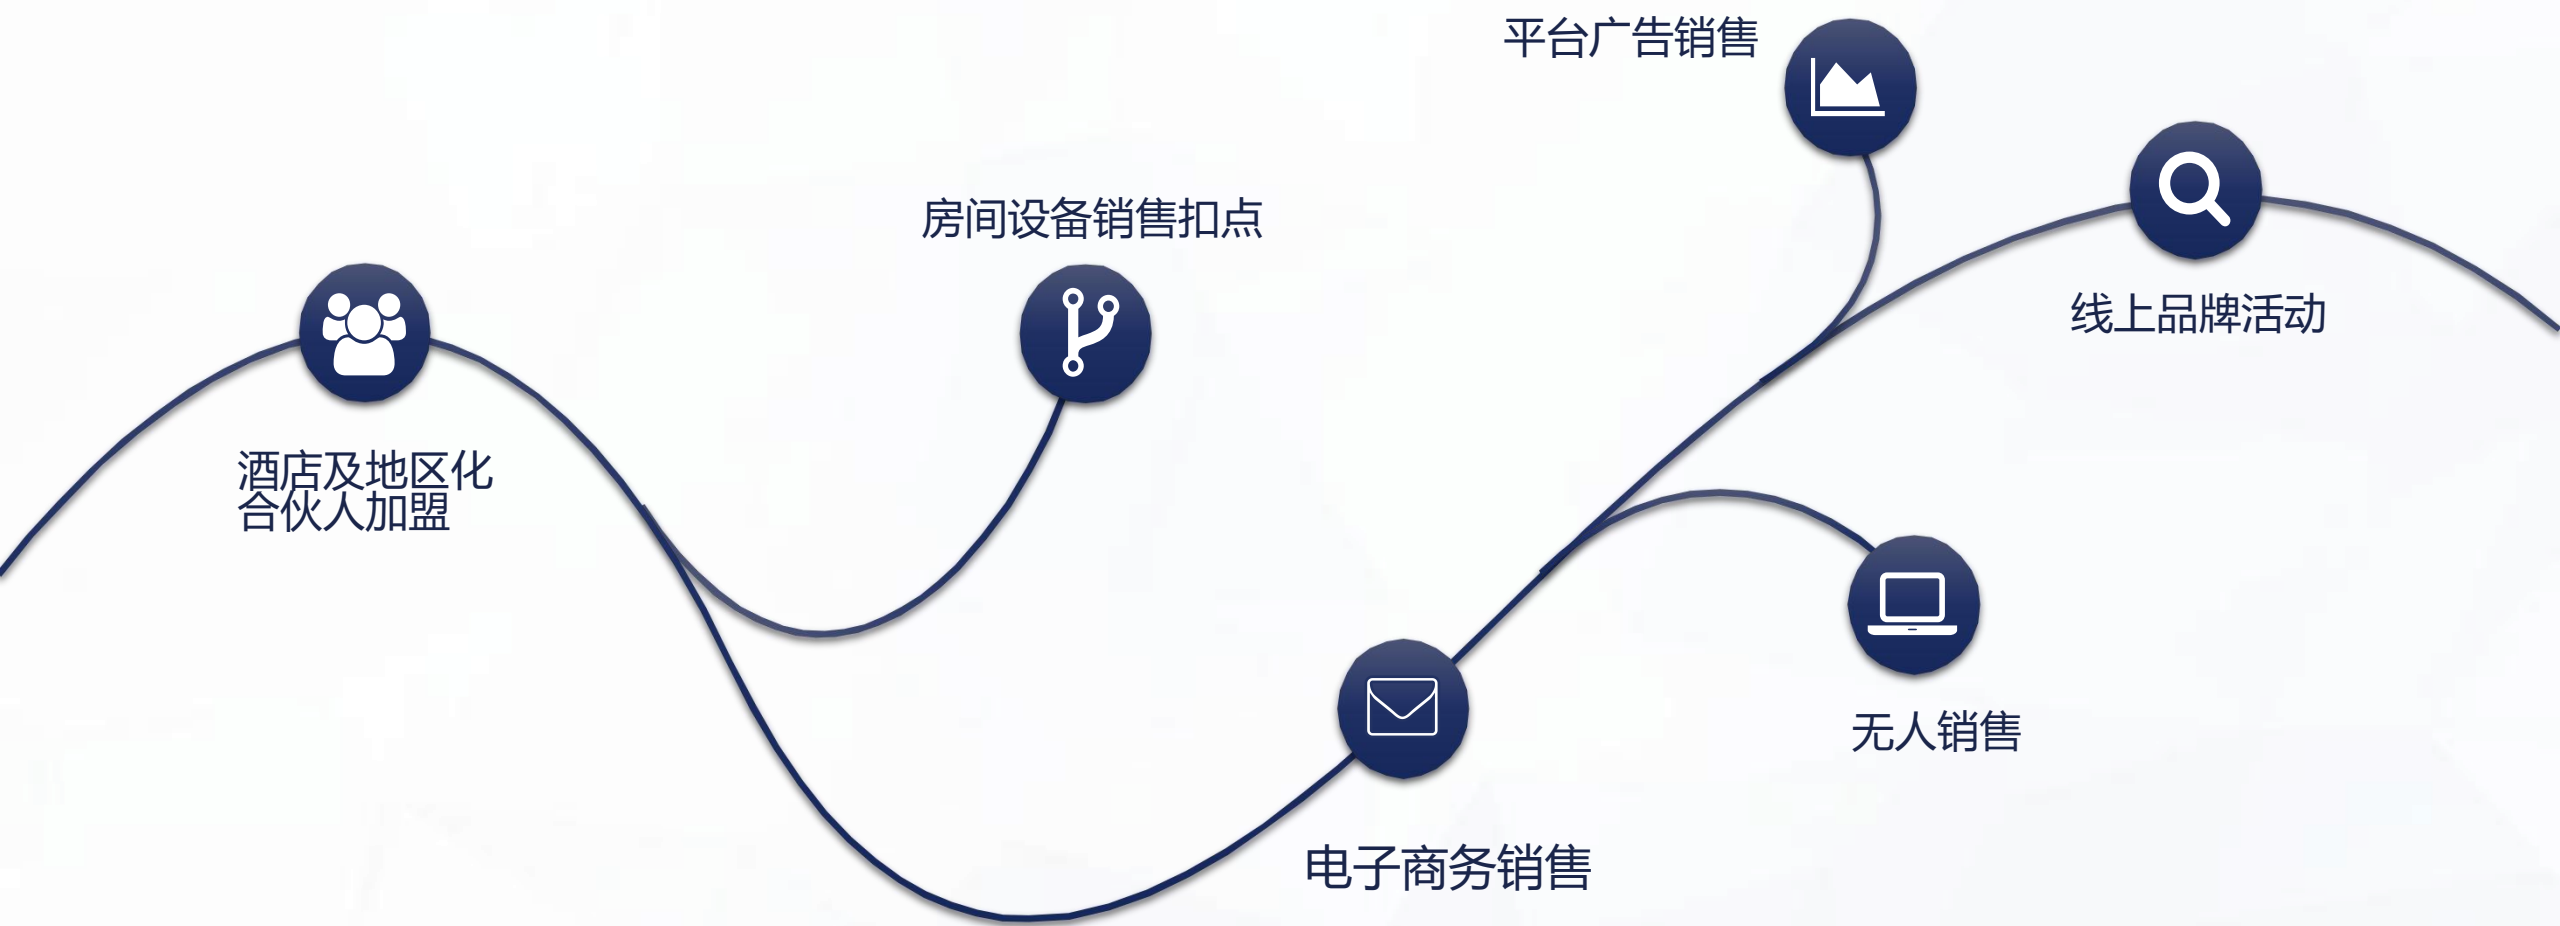 平台广告销售
房间设备销售扣点
线上品牌活动
酒店及地区化
合伙人加盟
无人销售
电子商务销售